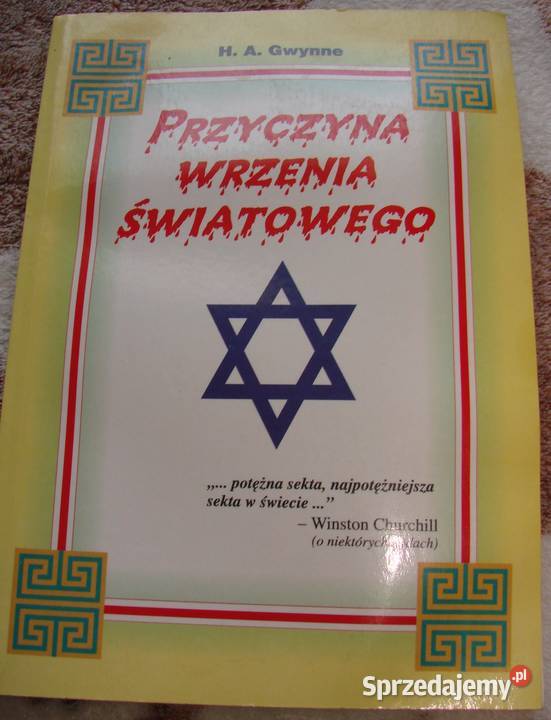 H. A. Gwynne
PRZYCZYNA
WRZENIA
ŚWIATOWEGO
„... potężna sekta, najpotężniejsza
sekta w świecie ...”
– Winston Churchill
(o niektórych
Sprzedajemy.pl